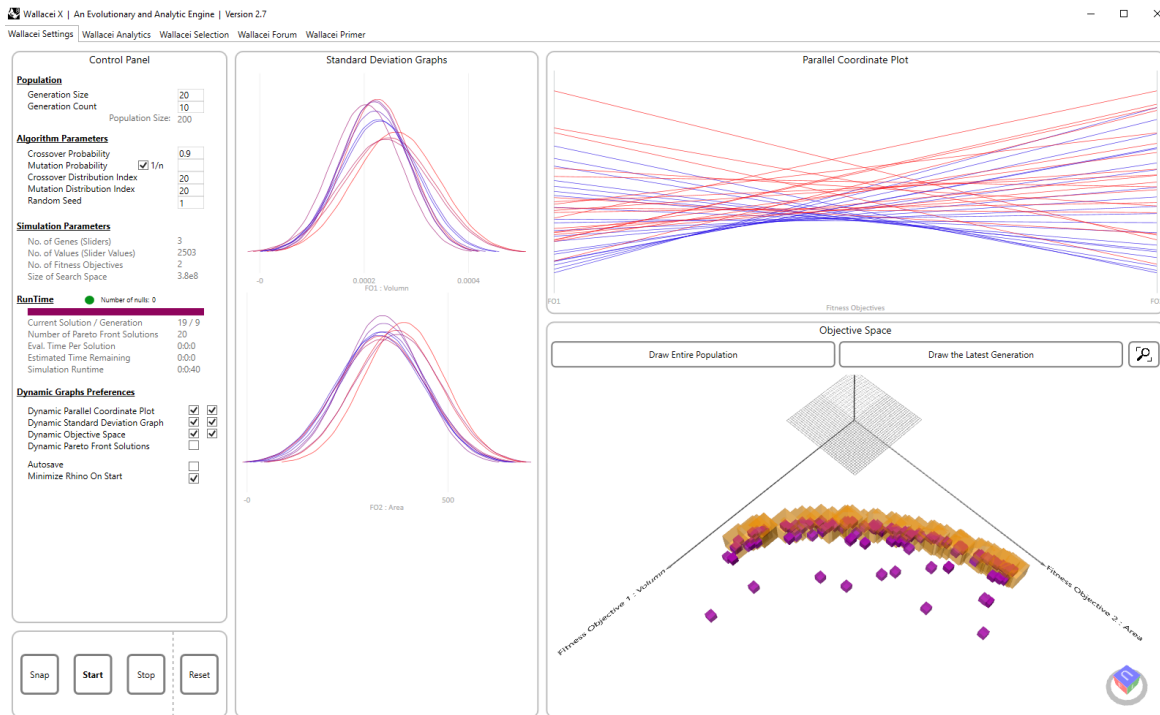 Wallacei X | An Evolutionary and Analytic Engine | Version 2.7
Wallacei Settings Wallacei Analytics Wallacei Selection Wallacei Forum Wallacei Primer
Control Panel
Population
Generation Size 20
Generation Count 10
Population Size: 200
Algorithm Parameters
Crossover Probability 0.9
Mutation Probability 1/n
Crossover Distribution Index 20
Mutation Distribution Index 20
Random Seed 1
Simulation Parameters
No. of Genes (Sliders) 3
No. of Values (Slider Values) 2503
No. of Fitness Objectives 2
Size of Search Space 3.8e8
RunTime Number of nulls: 0
Current Solution / Generation 19 / 9
Number of Pareto Front Solutions 20
Eval. Time Per Solution 0:0:0
Estimated Time Remaining 0:0:0
Simulation Runtime 0:0:40
Dynamic Graphs Preferences
Dynamic Parallel Coordinate Plot
Dynamic Standard Deviation Graph
Dynamic Objective Space
Dynamic Pareto Front Solutions
Autosave
Minimize Rhino On Start
Snap Start Stop Reset
Standard Deviation Graphs
-0 0.0002 0.0004
FO1 : Volumn
-0 500
FO2 : Area
Parallel Coordinate Plot
FO1 FO
Fitness Objectives
Objective Space
Draw Entire Population Draw the Latest Generation
Fitness Objective 1 : Volumn
Fitness Objective 2 : Area